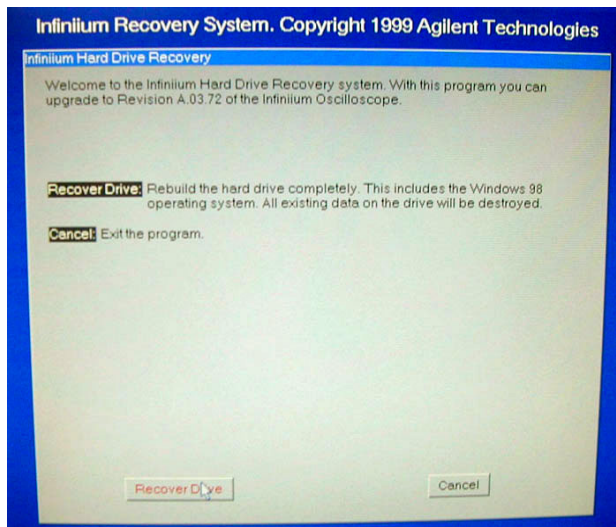 Infiniium Recovery System. Copyright 1999 Agilent Technologies
Infiniium Hard Drive Recovery
Welcome to the Infiniium Hard Drive Recovery system. With this program you can
upgrade to Revision A.03.72 of the Infiniium Oscilloscope.
Recover Drive: Rebuild the hard drive completely. This includes the Windows 98
operating system. All existing data on the drive will be destroyed.
Cancel: Exit the program.
Recover Drive
Cancel